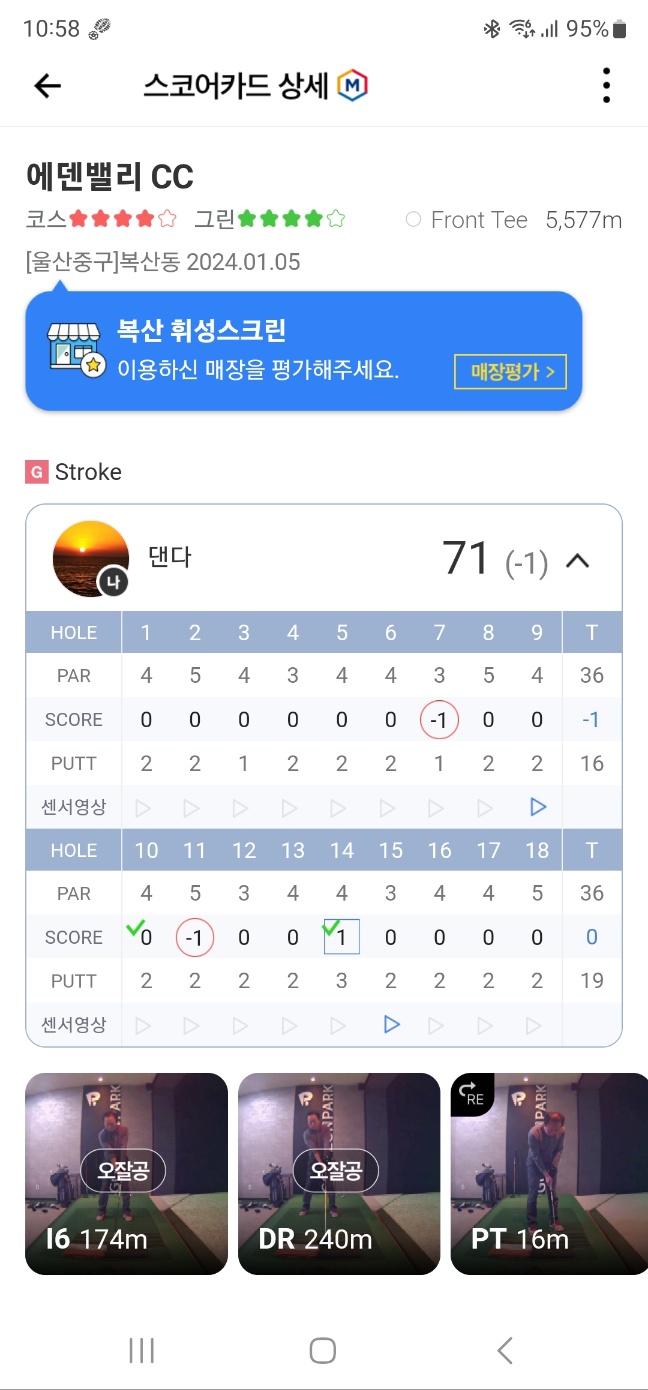 10:58 95%
스코어카드 상세 M
에덴밸리 CC
코스 그린 Front Tee 5,577m
[울산중구]복산동 2024.01.05
복산 휘성스크린
이용하신 매장을 평가해주세요.
매장평가 >
G Stroke
나 댄다 71 (-1)
HOLE 1 2 3 4 5 6 7 8 9 T
PAR 4 5 4 3 4 4 3 5 4 36
SCORE 0 0 0 0 0 0 -1 0 0 -1
PUTT 2 2 1 2 2 2 1 2 2 16
센서영상
HOLE 10 11 12 13 14 15 16 17 18 T
PAR 4 5 3 4 4 3 4 4 5 36
SCORE 0 -1 0 0 1 0 0 0 0 0
PUTT 2 2 2 2 3 2 2 2 2 19
센서영상
오잘공 오잘공 RE
I6 174m DR 240m PT 16m